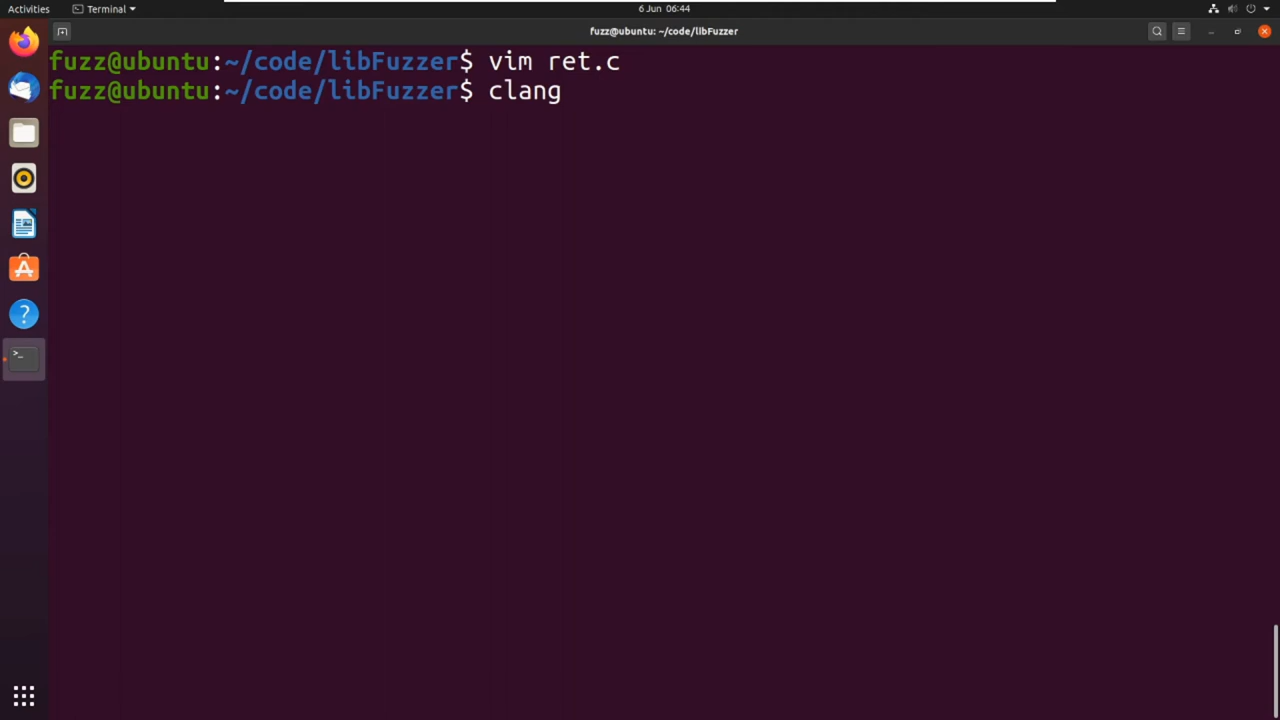 Activities
Terminal
6 Jun 06:44
fuzz@ubuntu: ~/code/libFuzzer
fuzz@ubuntu:~/code/libFuzzer$ vim ret.c
fuzz@ubuntu:~/code/libFuzzer$ clang